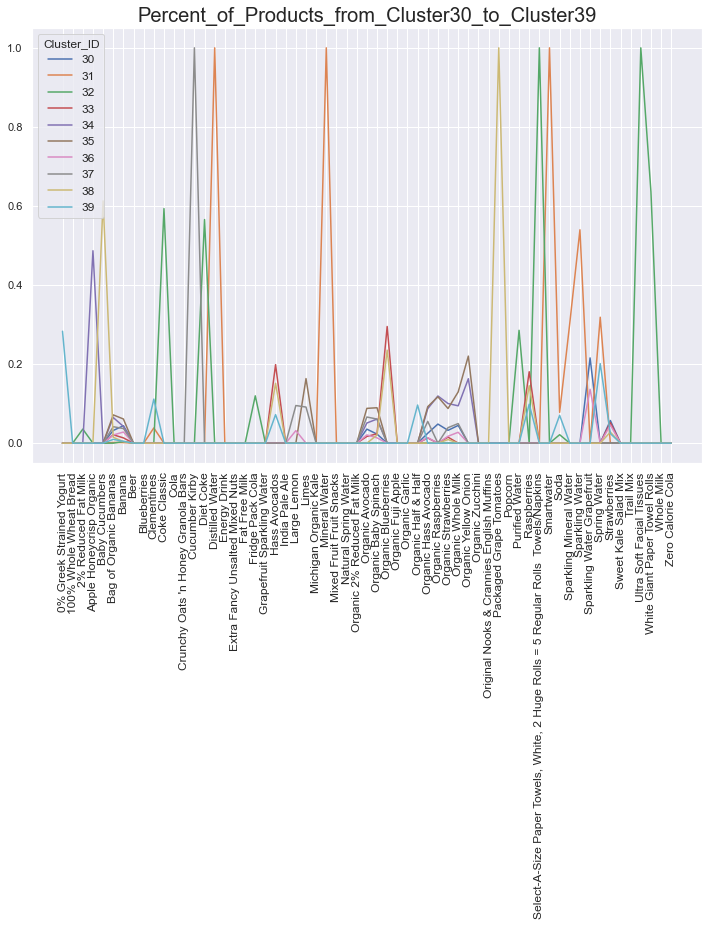 Percent_of_Products_from_Cluster30_to_Cluster39
Cluster_ID
30
31
32
33
34
35
36
37
38
39
1.0
0.8
0.6
0.4
0.2
0.0
0% Greek Strained Yogurt
100% Whole Wheat Bread
2% Reduced Fat Milk
Apple Honeycrisp Organic
Baby Cucumbers
Bag of Organic Bananas
Banana
Beer
Blueberries
Clementines
Coke Classic
Cola
Crunchy Oats 'n Honey Granola Bars
Cucumber Kirby
Diet Coke
Distilled Water
Energy Drink
Extra Fancy Unsalted Mixed Nuts
Fat Free Milk
Fridge Pack Cola
Grapefruit Sparkling Water
Hass Avocados
India Pale Ale
Large Lemon
Limes
Michigan Organic Kale
Mineral Water
Mixed Fruit Fruit Snacks
Natural Spring Water
Organic 2% Reduced Fat Milk
Organic Avocado
Organic Baby Spinach
Organic Blueberries
Organic Fuji Apple
Organic Garlic
Organic Half & Half
Organic Hass Avocado
Organic Raspberries
Organic Strawberries
Organic Whole Milk
Organic Yellow Onion
Organic Zucchini
Original Nooks & Crannies English Muffins
Packaged Grape Tomatoes
Popcorn
Purified Water
Raspberries
Select-A-Size Paper Towels, White, 2 Huge Rolls = 5 Regular Rolls  Towels/Napkins
Smartwater
Soda
Sparkling Mineral Water
Sparkling Water
Sparkling Water Grapefruit
Spring Water
Strawberries
Sweet Kale Salad Mix
Trail Mix
Ultra Soft Facial Tissues
White Giant Paper Towel Rolls
Whole Milk
Zero Calorie Cola